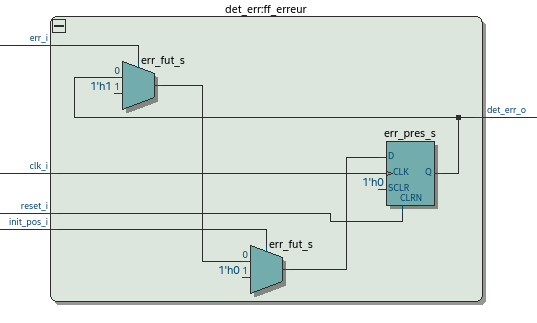 det_err:ff_erreur
err_i
err_fut_s
0
1'h1 1
det_err_o
err_pres_s
D
clk_i
CLK Q
1'h0
SCLR
CLRN
reset_i
init_pos_i
err_fut_s
0
1'h0 1